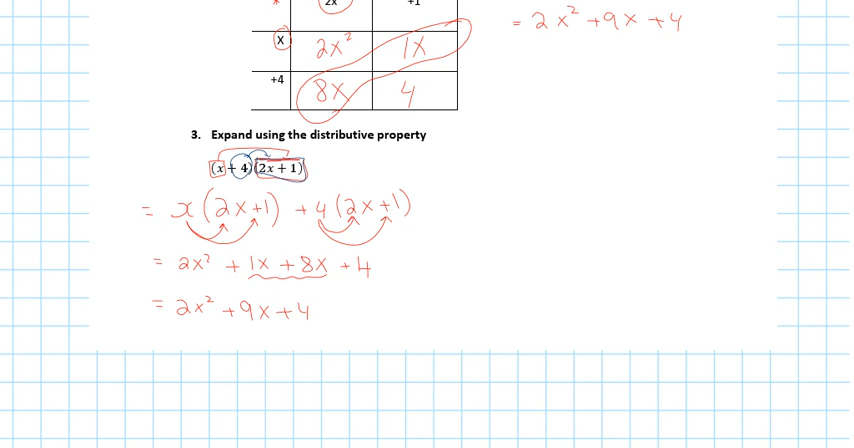 * 2x +1
= 2x² + 9x + 4
x 2x² 1x
+4 8x 4
3. Expand using the distributive property
(x + 4)(2x + 1)
= x(2x+1) + 4(2x+1)
= 2x² + 1x + 8x + 4
= 2x² + 9x + 4